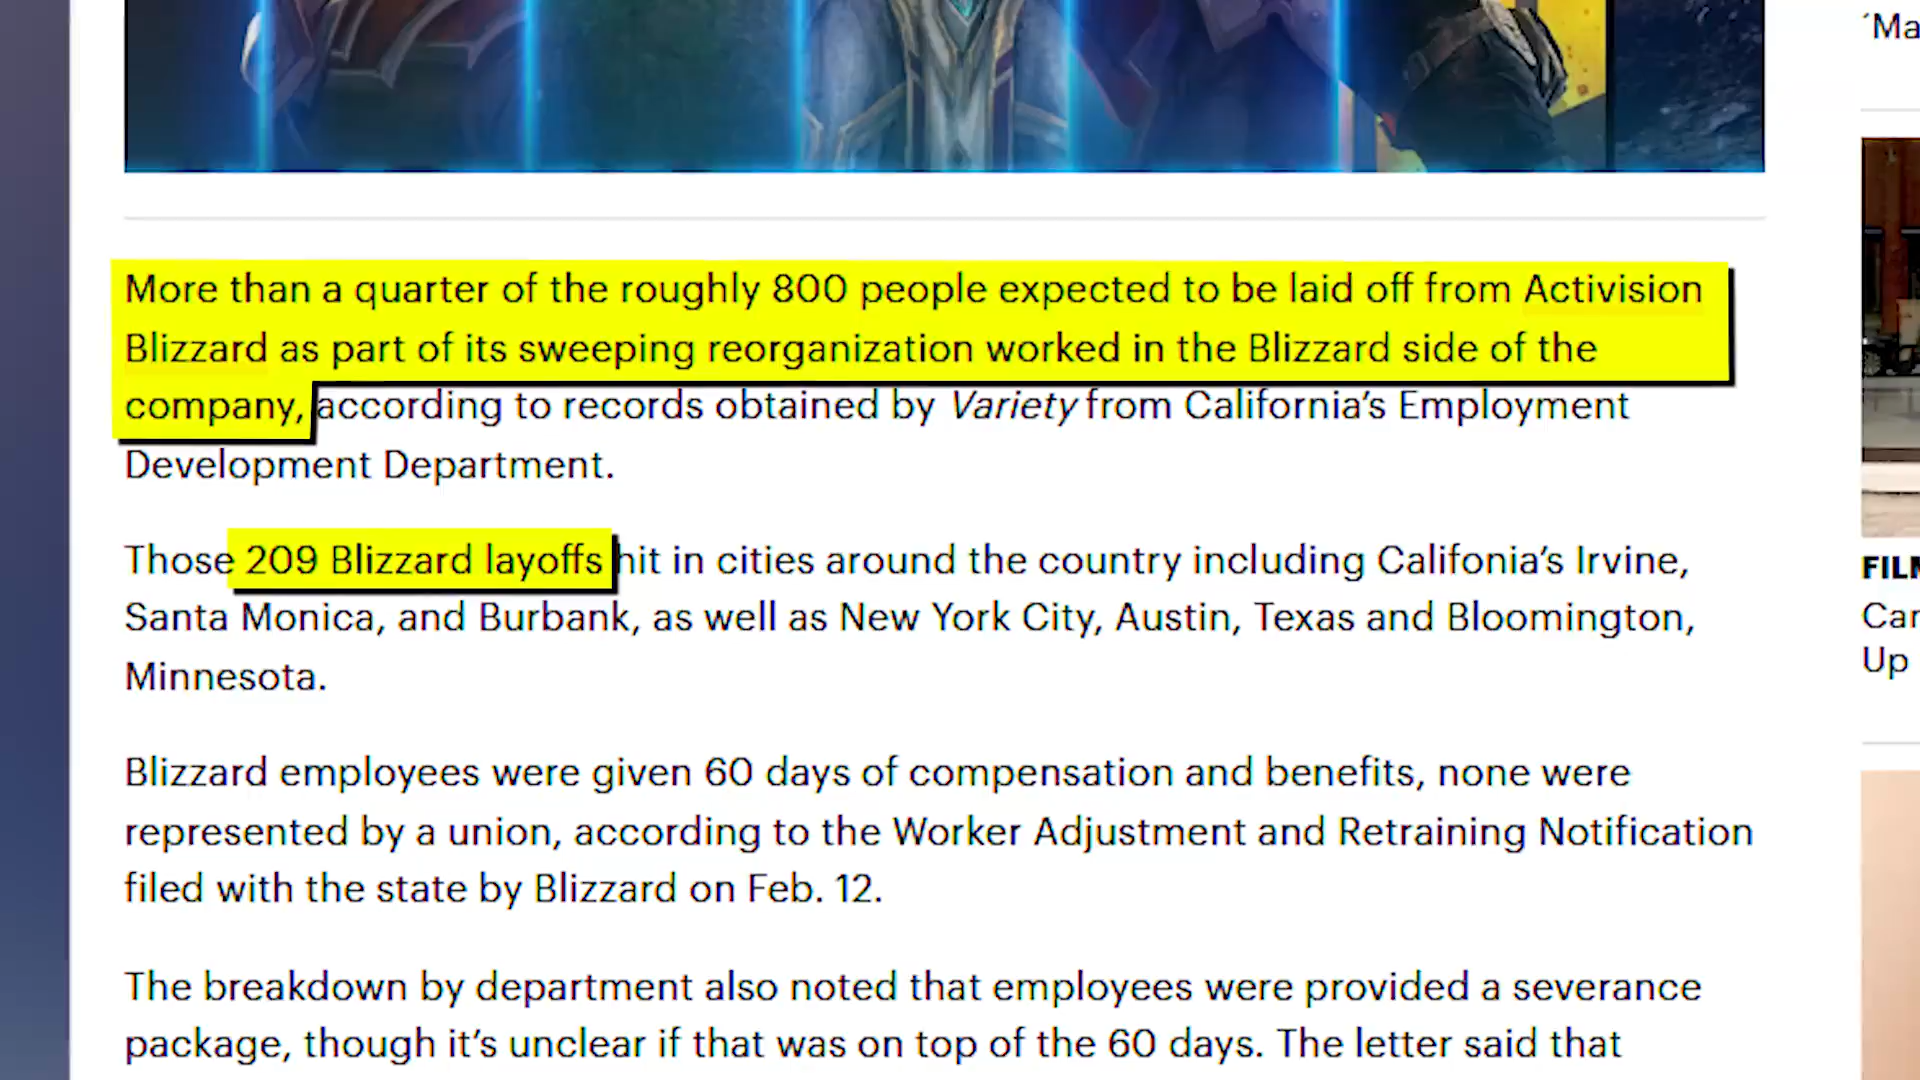 More than a quarter of the roughly 800 people expected to be laid off from Activision
Blizzard as part of its sweeping reorganization worked in the Blizzard side of the
company, according to records obtained by Variety from California’s Employment
Development Department.
Those 209 Blizzard layoffs hit in cities around the country including Califonia’s Irvine,
Santa Monica, and Burbank, as well as New York City, Austin, Texas and Bloomington,
Minnesota.
Blizzard employees were given 60 days of compensation and benefits, none were
represented by a union, according to the Worker Adjustment and Retraining Notification
filed with the state by Blizzard on Feb. 12.
The breakdown by department also noted that employees were provided a severance
package, though it’s unclear if that was on top of the 60 days. The letter said that
Up